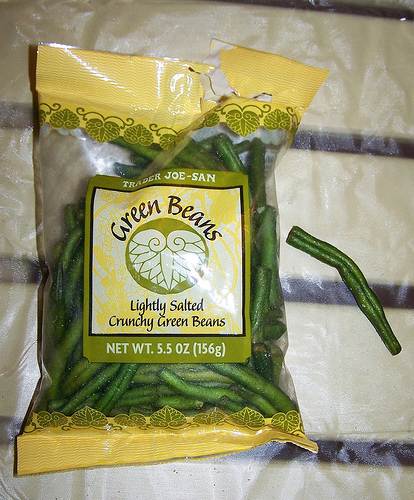 TRADER JOE-SAN
Green Beans
Lightly Salted
Crunchy Green Beans
NET WT. 5.5 OZ (156g)